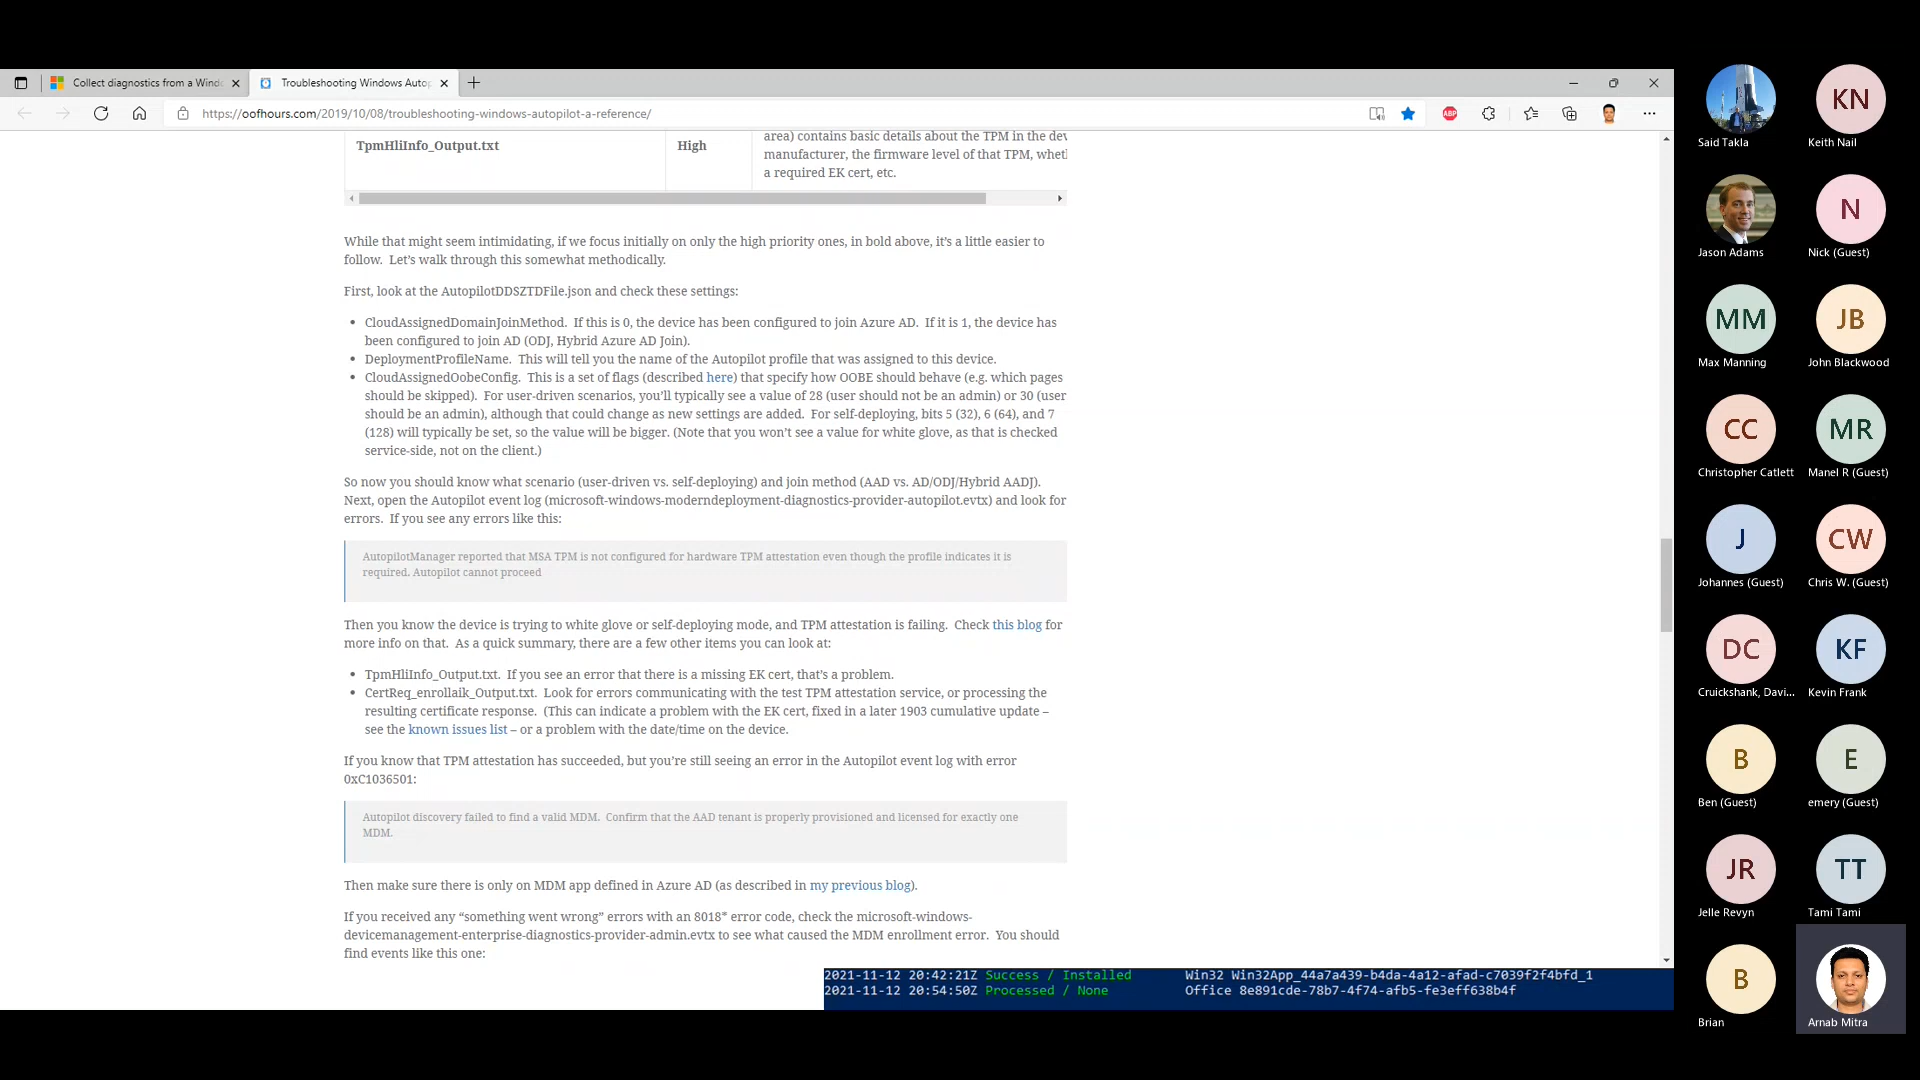 Collect diagnostics from a Wind
Troubleshooting Windows Autop
https://oofhours.com/2019/10/08/troubleshooting-windows-autopilot-a-reference/
ABP
area) contains basic details about the TPM in the dev
TpmHliInfo_Output.txt
High
manufacturer, the firmware level of that TPM, whet
a required EK cert, etc.
While that might seem intimidating, if we focus initially on only the high priority ones, in bold above, it's a little easier to
follow.  Let's walk through this somewhat methodically.
First, look at the AutopilotDDSZTDFile.json and check these settings:
• CloudAssignedDomainJoinMethod.  If this is 0, the device has been configured to join Azure AD.  If it is 1, the device has
been configured to join AD (ODJ, Hybrid Azure AD Join).
• DeploymentProfileName.  This will tell you the name of the Autopilot profile that was assigned to this device.
• CloudAssignedOobeConfig.  This is a set of flags (described here) that specify how OOBE should behave (e.g. which pages
should be skipped).  For user-driven scenarios, you'll typically see a value of 28 (user should not be an admin) or 30 (user
should be an admin), although that could change as new settings are added.  For self-deploying, bits 5 (32), 6 (64), and 7
(128) will typically be set, so the value will be bigger. (Note that you won't see a value for white glove, as that is checked
service-side, not on the client.)
So now you should know what scenario (user-driven vs. self-deploying) and join method (AAD vs. AD/ODJ/Hybrid AADJ).
Next, open the Autopilot event log (microsoft-windows-moderndeployment-diagnostics-provider-autopilot.evtx) and look for
errors.  If you see any errors like this:
AutopilotManager reported that MSA TPM is not configured for hardware TPM attestation even though the profile indicates it is
required. Autopilot cannot proceed
Then you know the device is trying to white glove or self-deploying mode, and TPM attestation is failing.  Check this blog for
more info on that.  As a quick summary, there are a few other items you can look at:
• TpmHliInfo_Output.txt.  If you see an error that there is a missing EK cert, that's a problem.
• CertReq_enrollaik_Output.txt.  Look for errors communicating with the test TPM attestation service, or processing the
resulting certificate response.  (This can indicate a problem with the EK cert, fixed in a later 1903 cumulative update –
see the known issues list – or a problem with the date/time on the device.
If you know that TPM attestation has succeeded, but you're still seeing an error in the Autopilot event log with error
0xC1036501:
Autopilot discovery failed to find a valid MDM.  Confirm that the AAD tenant is properly provisioned and licensed for exactly one
MDM.
Then make sure there is only on MDM app defined in Azure AD (as described in my previous blog).
If you received any “something went wrong” errors with an 8018* error code, check the microsoft-windows-
devicemanagement-enterprise-diagnostics-provider-admin.evtx to see what caused the MDM enrollment error.  You should
find events like this one:
2021-11-12 20:42:21Z Success / Installed Win32 Win32App_44a7a439-b4da-4a12-afad-c7039f2f4bfd_1
2021-11-12 20:54:50Z Processed / None Office 8e891cde-78b7-4f74-afb5-fe3eff638b4f
KN
Said Takla
Keith Nail
N
Jason Adams
Nick (Guest)
MM
JB
Max Manning
John Blackwood
CC
MR
Christopher Catlett
Manel R (Guest)
J
CW
Johannes (Guest)
Chris W. (Guest)
DC
KF
Cruickshank, Davi...
Kevin Frank
B
E
Ben (Guest)
emery (Guest)
JR
TT
Jelle Revyn
Tami Tami
B
Brian
Arnab Mitra